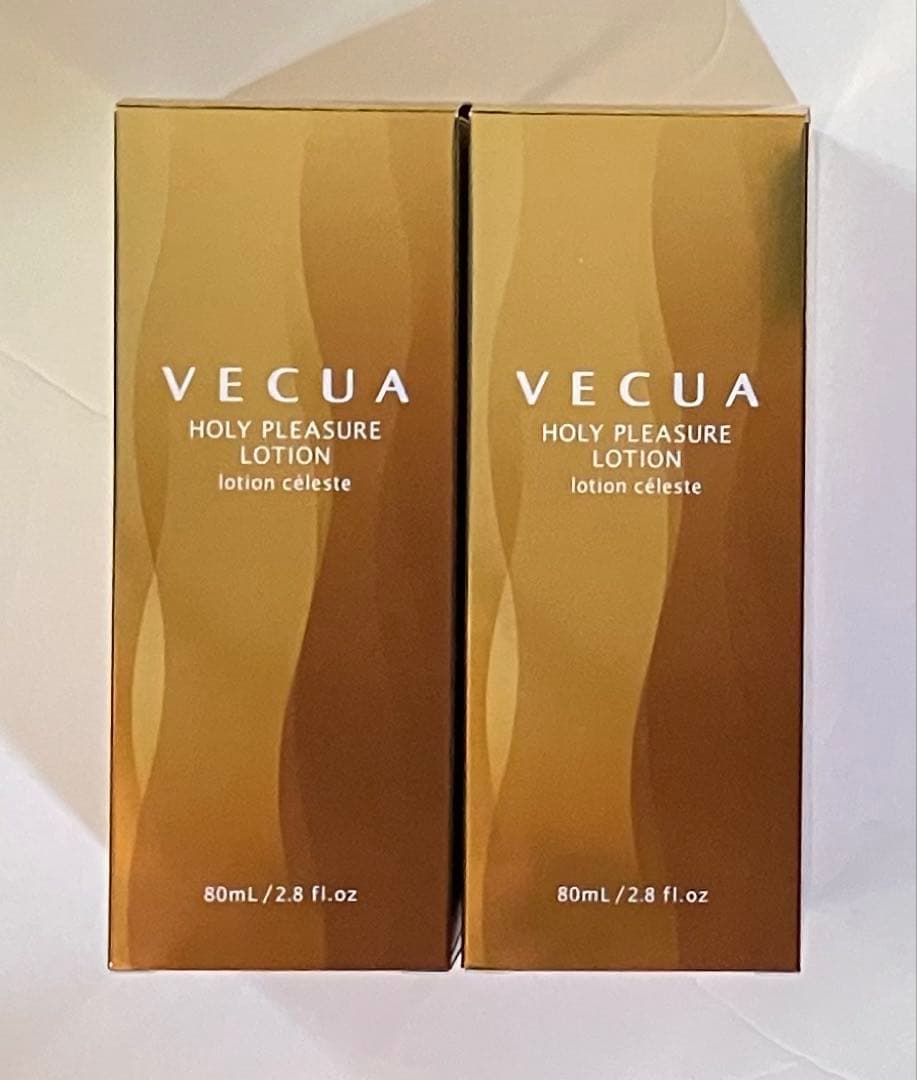 VECUA
HOLY PLEASURE
LOTION
lotion céleste
80mL/2.8 fl.oz
VECUA
HOLY PLEASURE
LOTION
lotion céleste
80mL/2.8 fl.oz